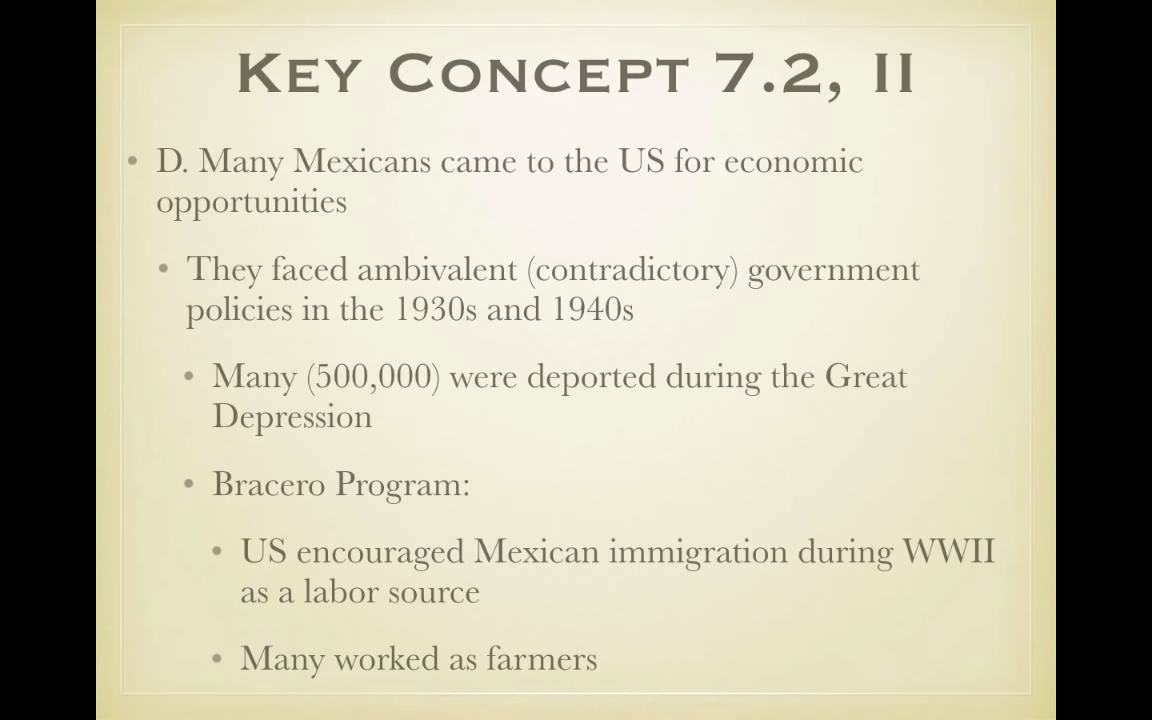 Key Concept 7.2, II
• D. Many Mexicans came to the US for economic
opportunities
• They faced ambivalent (contradictory) government
policies in the 1930s and 1940s
• Many (500,000) were deported during the Great
Depression
• Bracero Program:
• US encouraged Mexican immigration during WWII
as a labor source
• Many worked as farmers